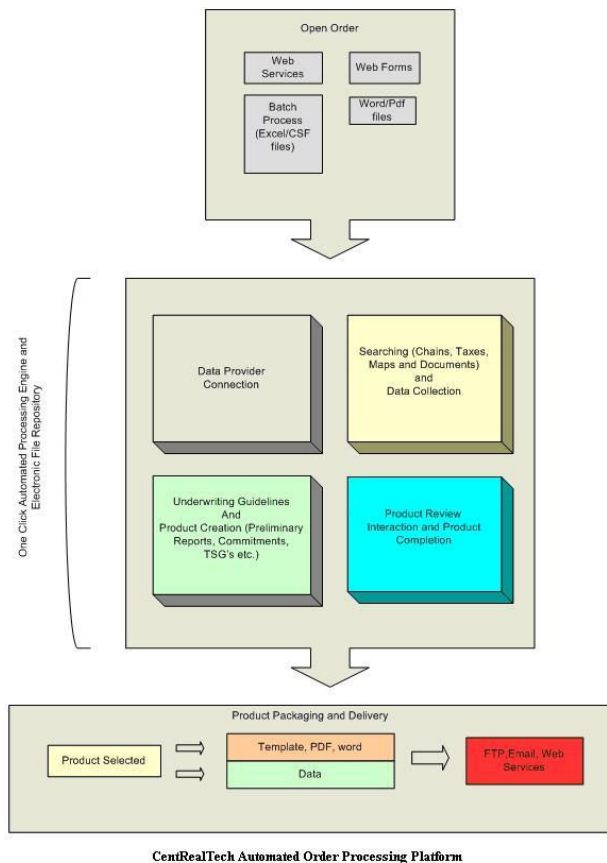 Open Order
Web
Services
Web Forms
Batch
Process
(Excel/CSF
files)
Word/Pdf
files
One Click Automated Processing Engine and
Electronic File Repository
Data Provider
Connection
Searching (Chains, Taxes,
Maps and Documents)
and
Data Collection
Underwriting Guidelines
And
Product Creation (Preliminary
Reports, Commitments,
TSG's etc.)
Product Review
Interaction and Product
Completion
Product Packaging and Delivery
Product Selected
Template, PDF, word
Data
FTP,Email, Web
Services
CentRealTech Automated Order Processing Platform